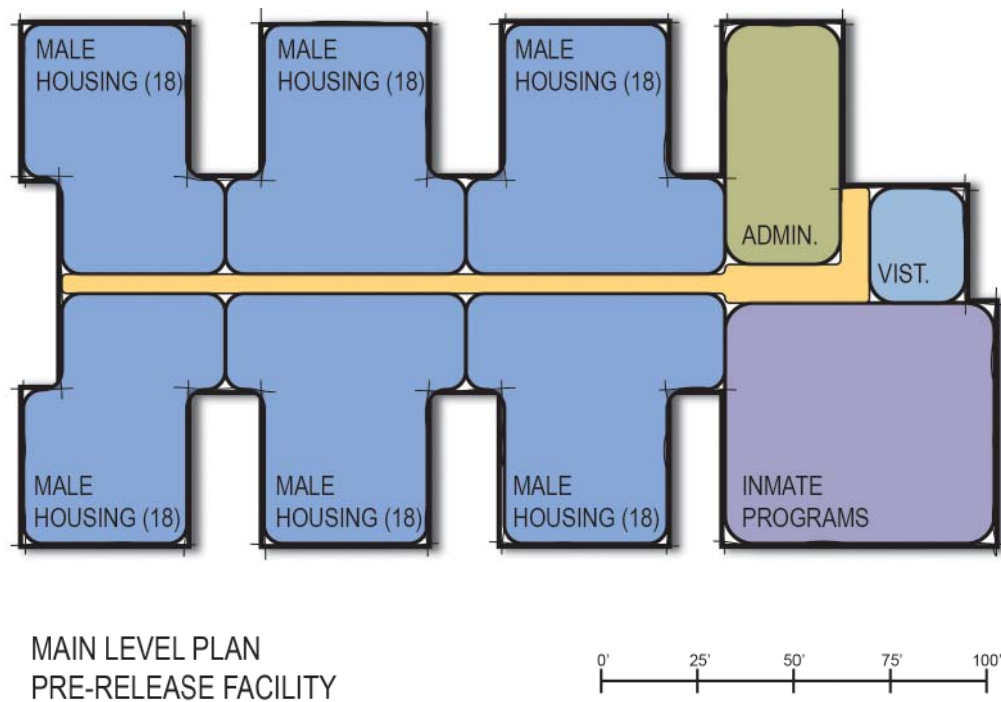 MALE
HOUSING (18)
MALE
HOUSING (18)
MALE
HOUSING (18)
ADMIN.
VIST.
MALE
HOUSING (18)
MALE
HOUSING (18)
MALE
HOUSING (18)
INMATE
PROGRAMS
MAIN LEVEL PLAN
PRE-RELEASE FACILITY
0' 25' 50' 75' 100'